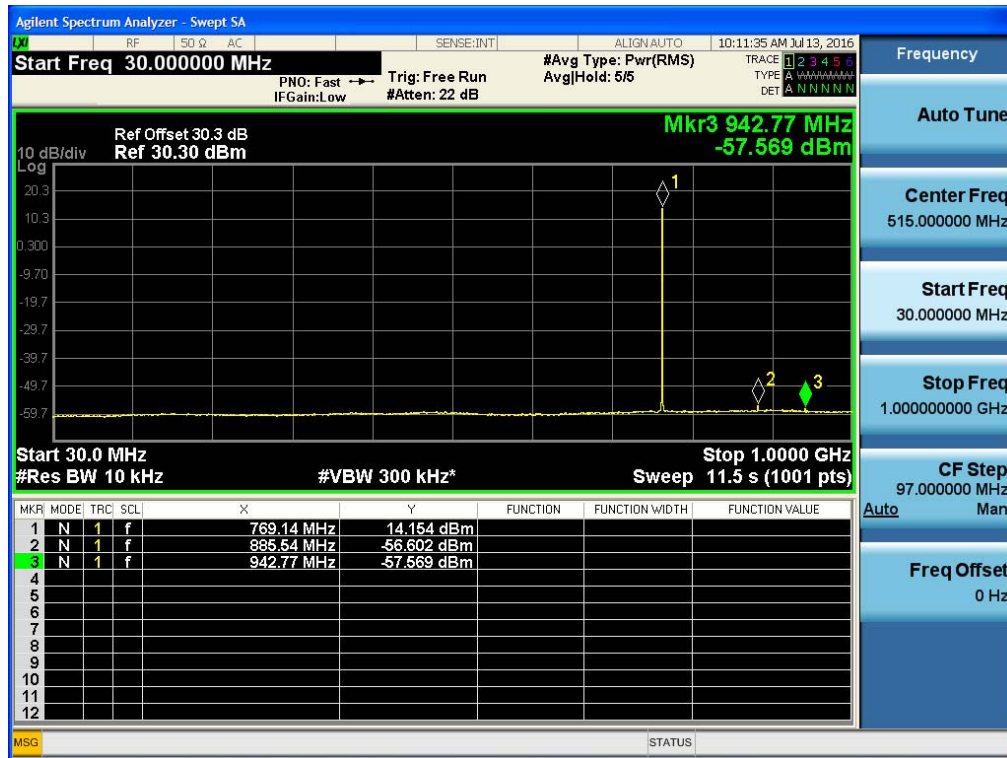 Agilent Spectrum Analyzer - Swept SA
LXI RF 50 Ω AC SENSE:INT ALIGNAUTO 10:11:35 AM Jul 13, 2016
Start Freq 30.000000 MHz
PNO: Fast
IFGain:Low
Trig: Free Run
#Atten: 22 dB
#Avg Type: Pwr(RMS)
Avg|Hold: 5/5
TRACE 1 2 3 4 5 6
TYPE A WWWWWW
DET A N N N N N
Mkr3 942.77 MHz
-57.569 dBm
Ref Offset 30.3 dB
10 dB/div Ref 30.30 dBm
Log
20.3
10.3
0.300
-9.70
-19.7
-29.7
-39.7
-49.7
-59.7
1
2
3
Start 30.0 MHz Stop 1.0000 GHz
#Res BW 10 kHz #VBW 300 kHz* Sweep 11.5 s (1001 pts)
MKR MODE TRC SCL X Y FUNCTION FUNCTION WIDTH FUNCTION VALUE
1 N 1 f 769.14 MHz 14.154 dBm
2 N 1 f 885.54 MHz -56.602 dBm
3 N 1 f 942.77 MHz -57.569 dBm
4
5
6
7
8
9
10
11
12
MSG STATUS
Frequency
Auto Tune
Center Freq
515.000000 MHz
Start Freq
30.000000 MHz
Stop Freq
1.000000000 GHz
CF Step
97.000000 MHz
Auto Man
Freq Offset
0 Hz